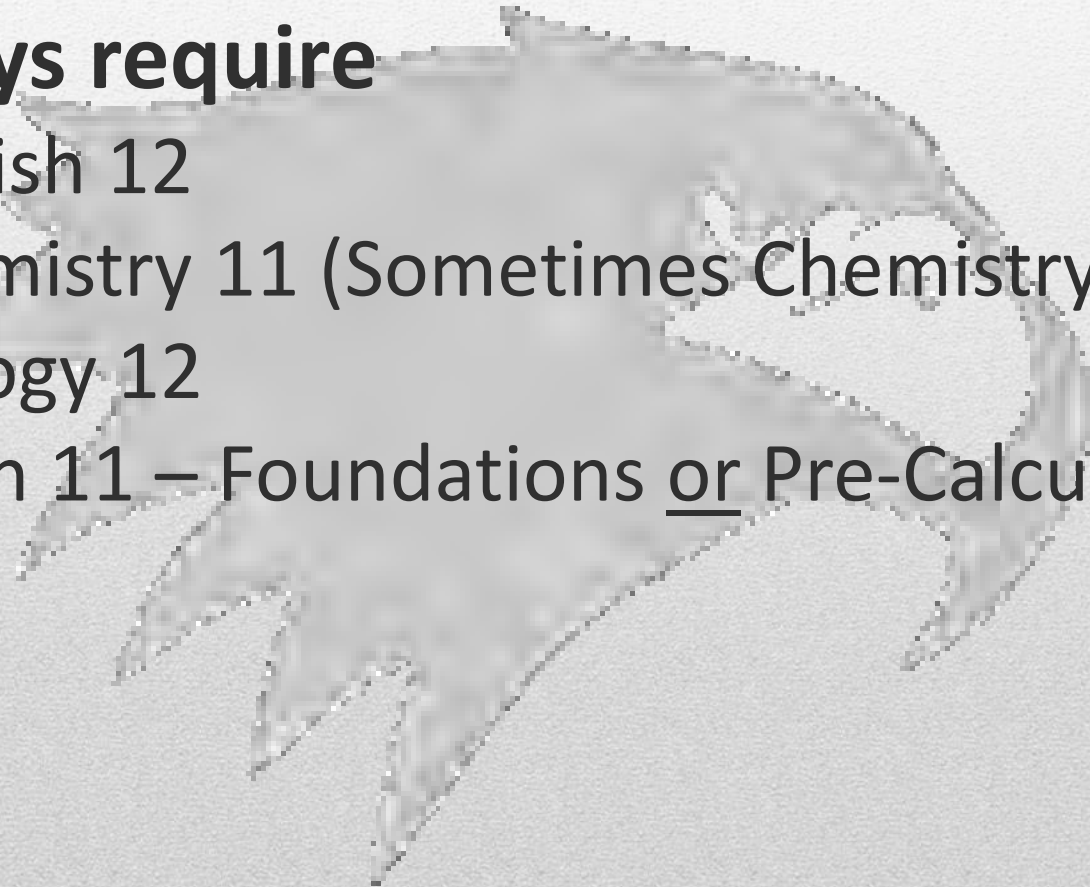 ys require
ish 12
mistry 11 (Sometimes Chemistry
ogy 12
n 11 – Foundations or Pre-Calcu